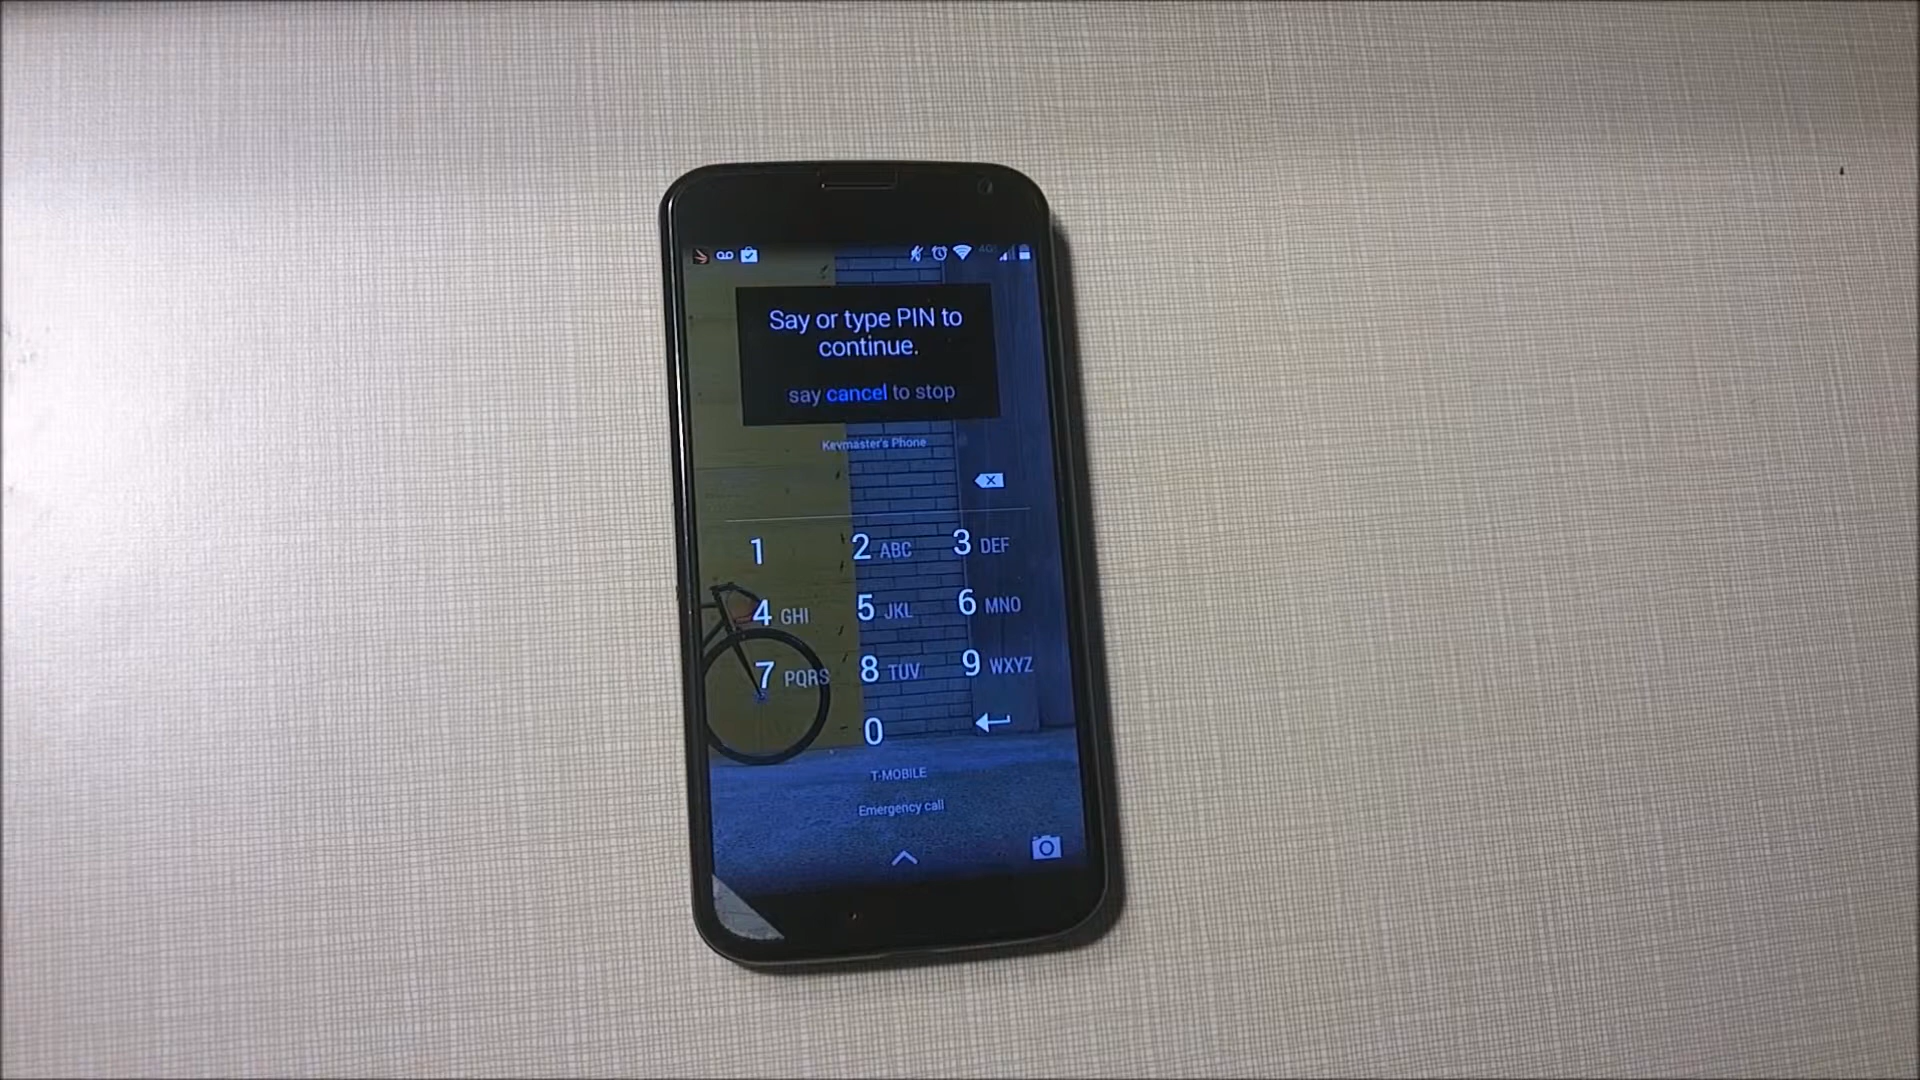 4G
Say or type PIN to
continue.
say cancel to stop
Kevmaster's Phone
1
2 ABC
3 DEF
4 GHI
5 JKL
6 MNO
7 PQRS
8 TUV
9 WXYZ
0
T-MOBILE
Emergency call